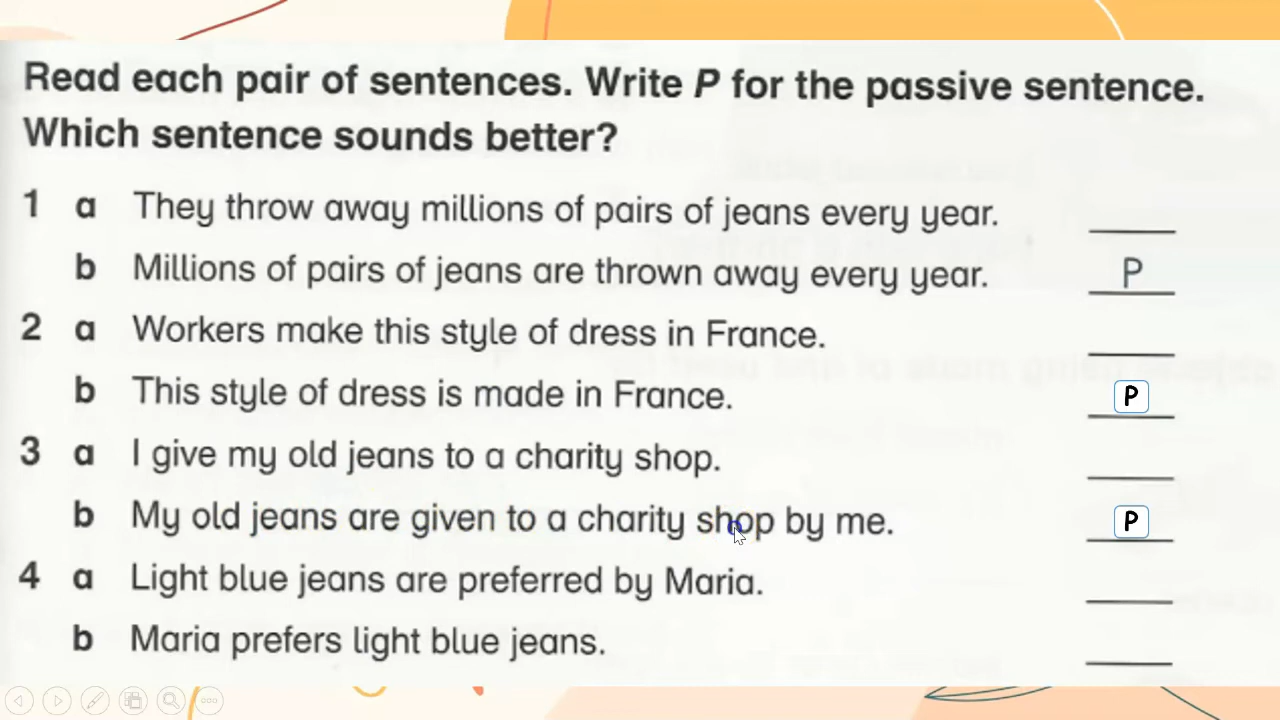 Read each pair of sentences. Write P for the passive sentence.
Which sentence sounds better?
1 a They throw away millions of pairs of jeans every year.
b Millions of pairs of jeans are thrown away every year. P
2 a Workers make this style of dress in France.
b This style of dress is made in France. P
3 a I give my old jeans to a charity shop.
b My old jeans are given to a charity shop by me. P
4 a Light blue jeans are preferred by Maria.
b Maria prefers light blue jeans.